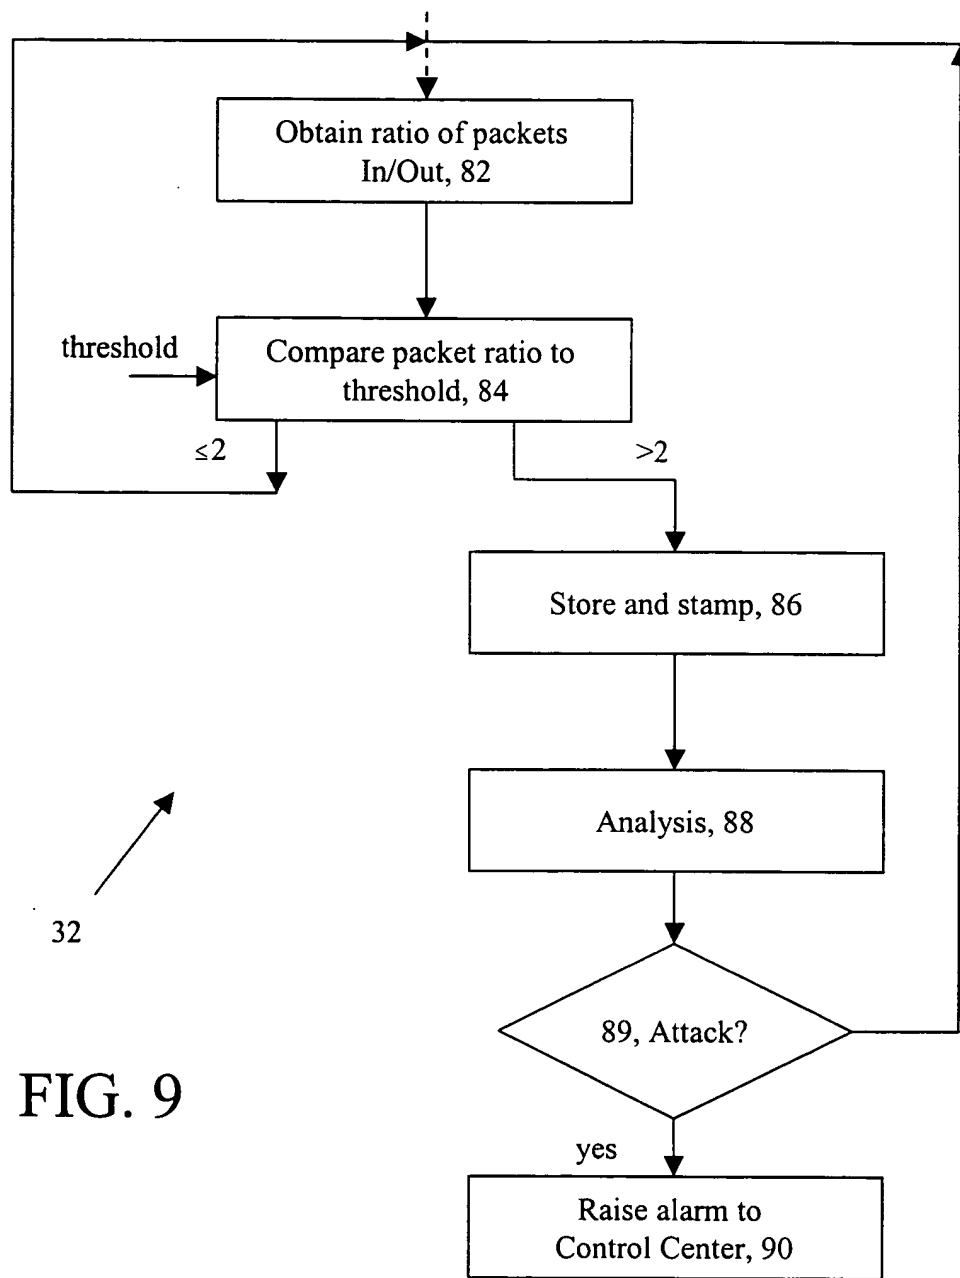 Obtain ratio of packets
In/Out, 82
threshold
Compare packet ratio to
threshold, 84
≤2
>2
Store and stamp, 86
Analysis, 88
32
89, Attack?
FIG. 9
yes
Raise alarm to
Control Center, 90